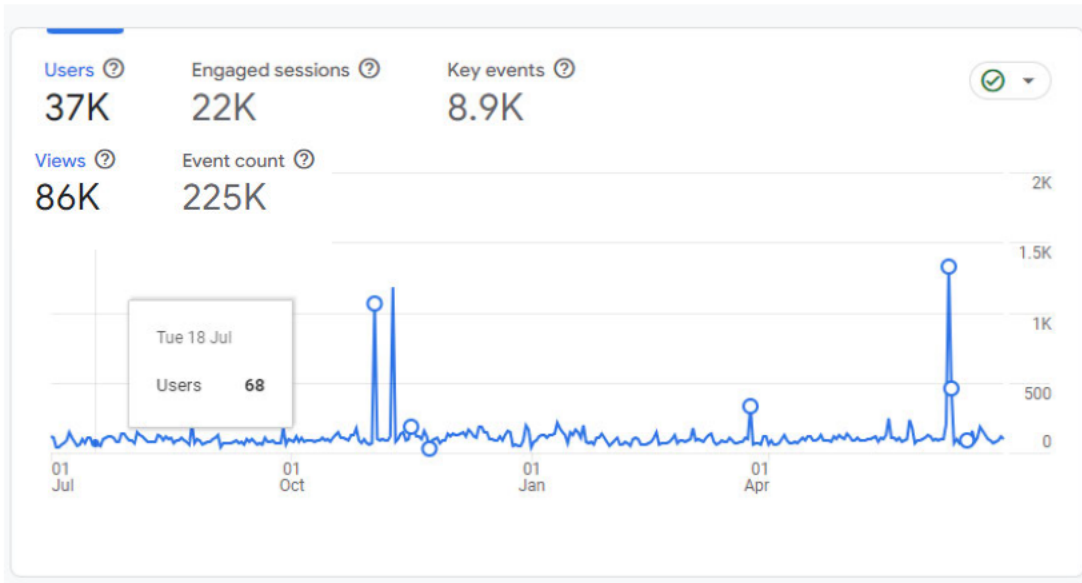 Users
Engaged sessions
Key events
37K
22K
8.9K
Views
Event count
86K
225K
2K
1.5K
1K
500
0
Tue 18 Jul
Users 68
01
Jul
01
Oct
01
Jan
01
Apr